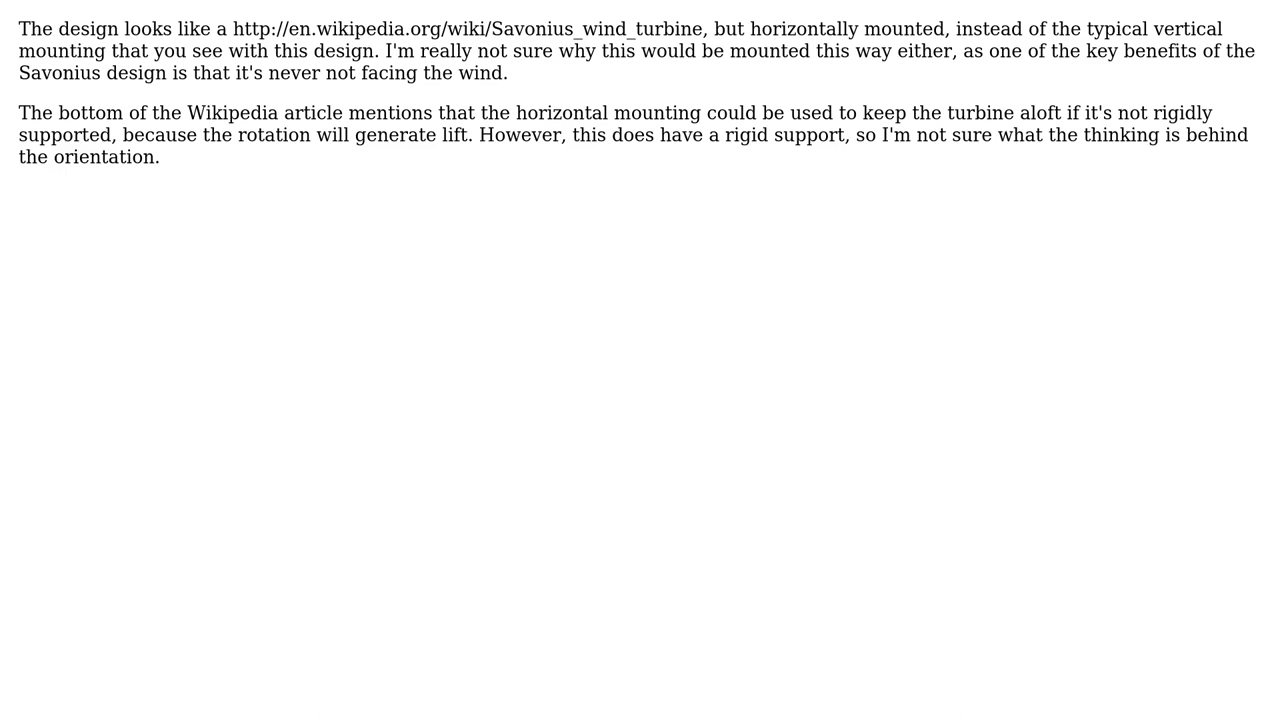 The design looks like a http://en.wikipedia.org/wiki/Savonius_wind_turbine, but horizontally mounted, instead of the typical vertical
mounting that you see with this design. I'm really not sure why this would be mounted this way either, as one of the key benefits of the
Savonius design is that it's never not facing the wind.
The bottom of the Wikipedia article mentions that the horizontal mounting could be used to keep the turbine aloft if it's not rigidly
supported, because the rotation will generate lift. However, this does have a rigid support, so I'm not sure what the thinking is behind
the orientation.